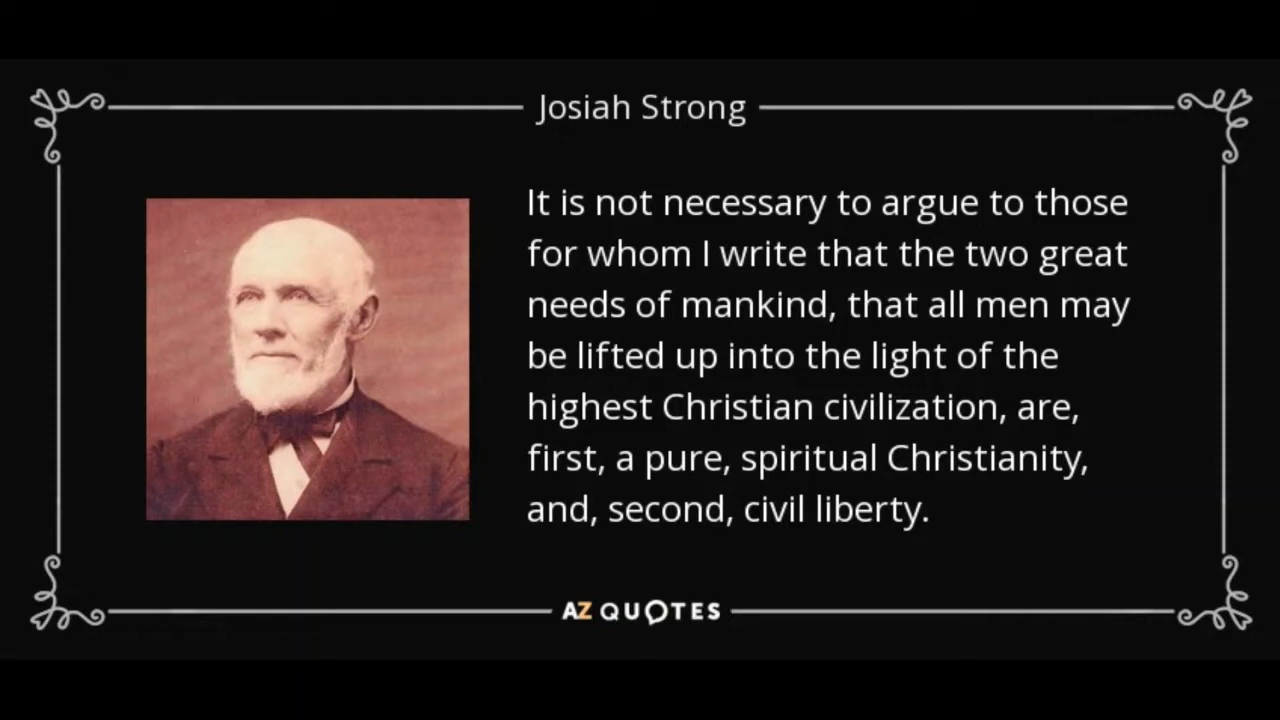 Josiah Strong
It is not necessary to argue to those
for whom I write that the two great
needs of mankind, that all men may
be lifted up into the light of the
highest Christian civilization, are,
first, a pure, spiritual Christianity,
and, second, civil liberty.
AZ QUOTES